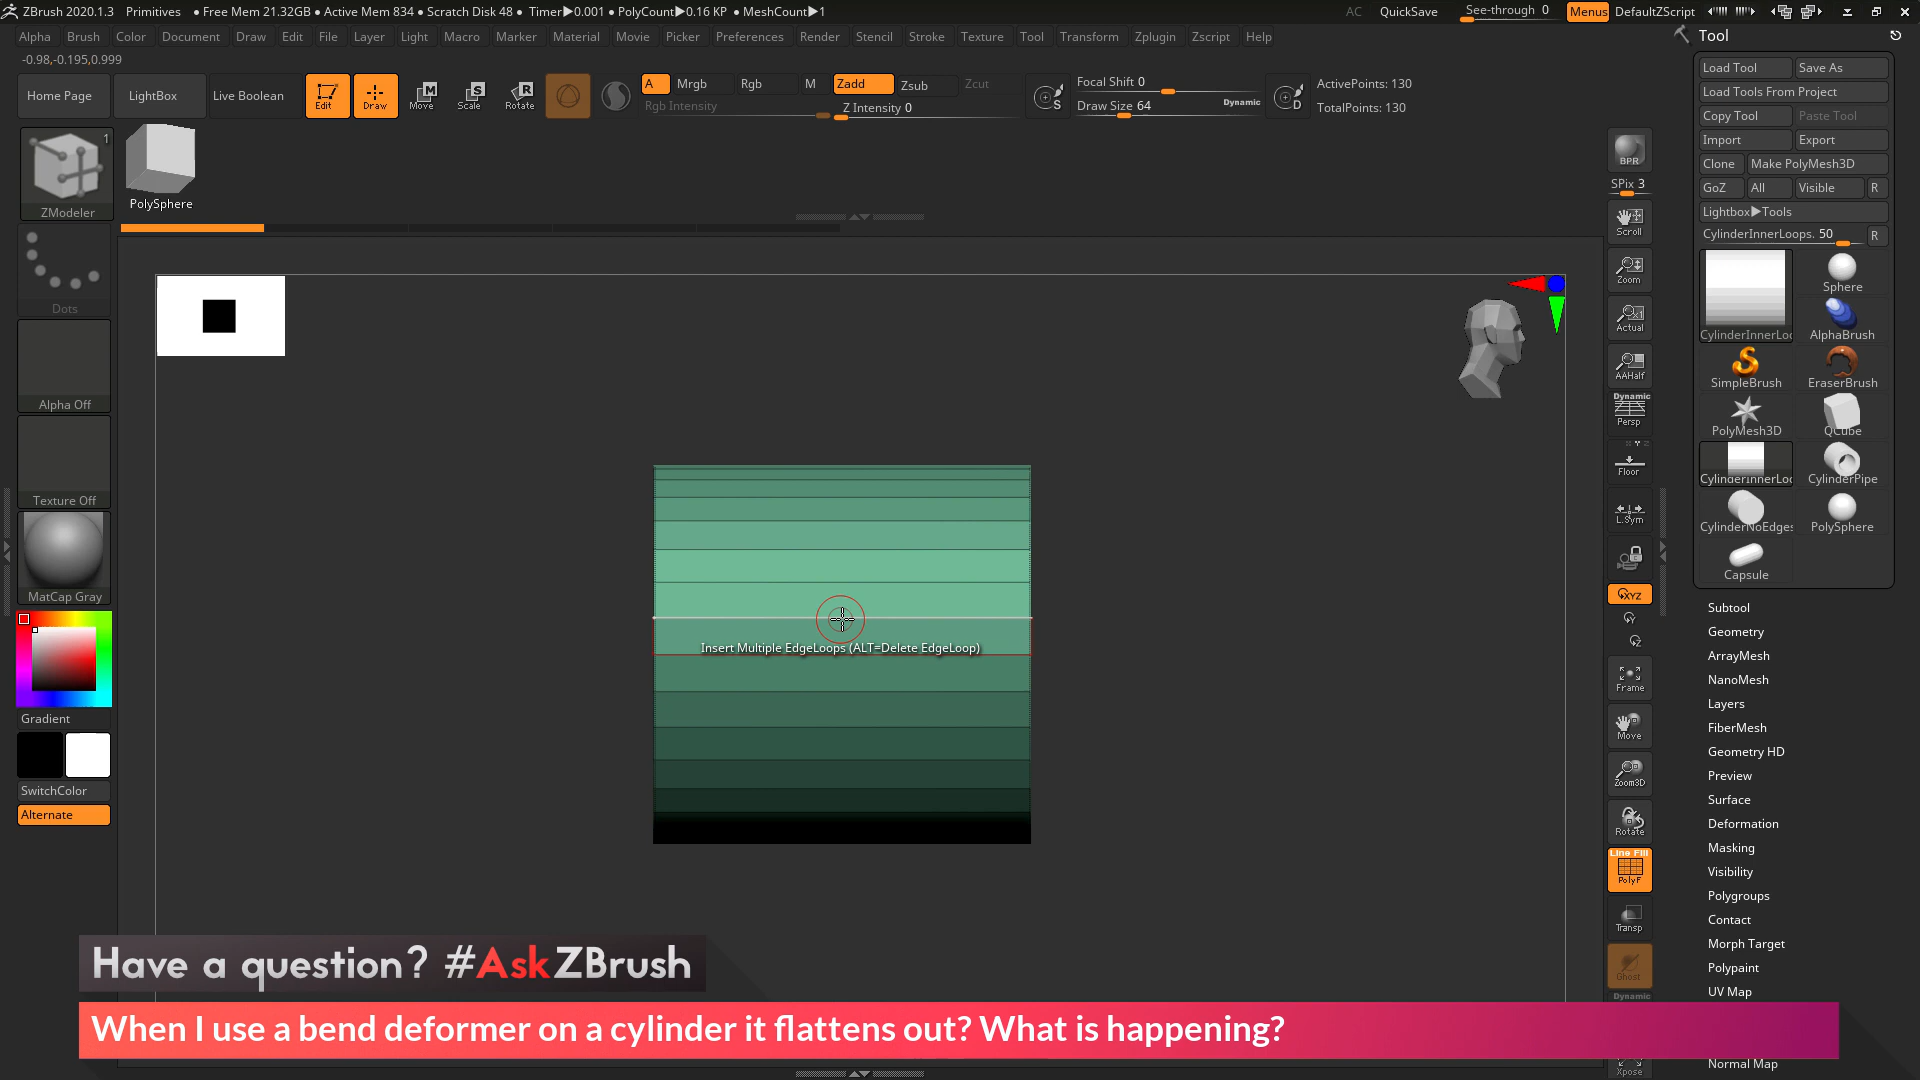 ZBrush 2020.1.3 Primitives ● Free Mem 21.32GB ● Active Mem 834 ● Scratch Disk 48 ● Timer▶0.001 ● PolyCount▶0.16 KP ● MeshCount▶1 AC QuickSave See-through 0 Menus DefaultZScript
Alpha Brush Color Document Draw Edit File Layer Light Macro Marker Material Movie Picker Preferences Render Stencil Stroke Texture Tool Transform Zplugin Zscript Help
-0.98,-0.195,0.999
Home Page LightBox Live Boolean Edit Draw Move Scale Rotate
A Mrgb Rgb M Zadd Zsub Zcut
Rgb Intensity Z Intensity 0
S Focal Shift 0
Draw Size 64 Dynamic
D ActivePoints: 130
TotalPoints: 130
1
ZModeler
PolySphere
Dots
Alpha Off
Texture Off
MatCap Gray
Gradient
SwitchColor
Alternate
Insert Multiple EdgeLoops (ALT=Delete EdgeLoop)
BPR
SPix 3
Scroll
Zoom
Actual
AAHalf
Dynamic
Persp
Floor
L.Sym
XYZ
Y
Z
Frame
Move
Zoom3D
Rotate
Line Fill
PolyF
Transp
Ghost
Dynamic
Xpose
Tool
Load Tool Save As
Load Tools From Project
Copy Tool Paste Tool
Import Export
Clone Make PolyMesh3D
GoZ All Visible R
Lightbox▶Tools
CylinderInnerLoops. 50 R
CylinderInnerLoo Sphere
AlphaBrush
SimpleBrush EraserBrush
PolyMesh3D QCube
CylinderInnerLoo CylinderPipe
CylinderNoEdges PolySphere
Capsule
Subtool
Geometry
ArrayMesh
NanoMesh
Layers
FiberMesh
Geometry HD
Preview
Surface
Deformation
Masking
Visibility
Polygroups
Contact
Morph Target
Polypaint
UV Map
Normal Map
Have a question? #AskZBrush
When I use a bend deformer on a cylinder it flattens out? What is happening?